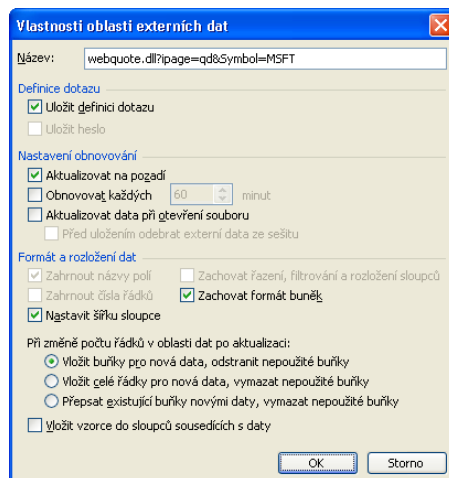 Vlastnosti oblasti externích dat
Název: webquote.dll?ipage=qd&Symbol=MSFT
Definice dotazu
Uložit definici dotazu
Uložit heslo
Nastavení obnovování
Aktualizovat na pozadí
Obnovovat každých 60 minut
Aktualizovat data při otevření souboru
Před uložením odebrat externí data ze sešitu
Formát a rozložení dat
Zahrnout názvy polí Zachovat řazení, filtrování a rozložení sloupců
Zahrnout čísla řádků Zachovat formát buněk
Nastavit šířku sloupce
Při změně počtu řádků v oblasti dat po aktualizaci:
Vložit buňky pro nová data, odstranit nepoužité buňky
Vložit celé řádky pro nová data, vymazat nepoužité buňky
Přepsat existující buňky novými daty, vymazat nepoužité buňky
Vložit vzorce do sloupců sousedících s daty
OK Storno